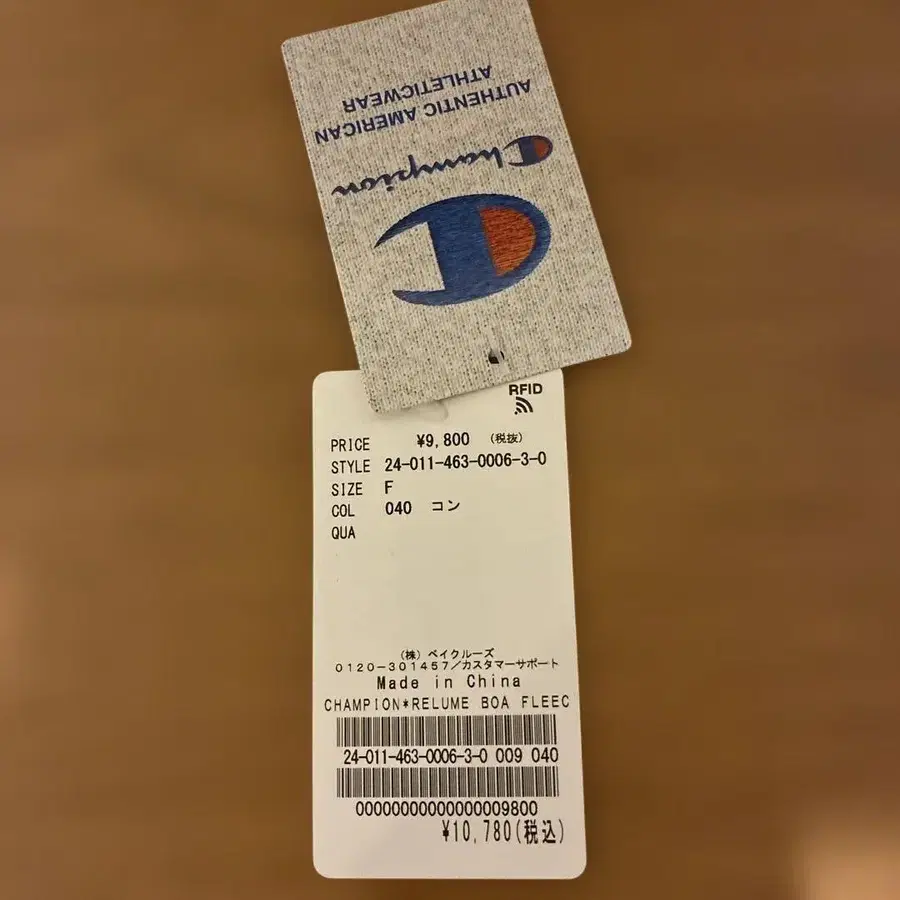 AUTHENTIC AMERICAN
ATHLETICWEAR
Champion
RFID
PRICE ¥9,800 (税抜)
STYLE 24-011-463-0006-3-0
SIZE F
COL 040 コン
QUA
(株) ベイクルーズ
0120-301457/カスタマーサポート
Made in China
CHAMPION*RELUME BOA FLEEC
24-011-463-0006-3-0 009 040
00000000000000009800
¥10,780(税込)